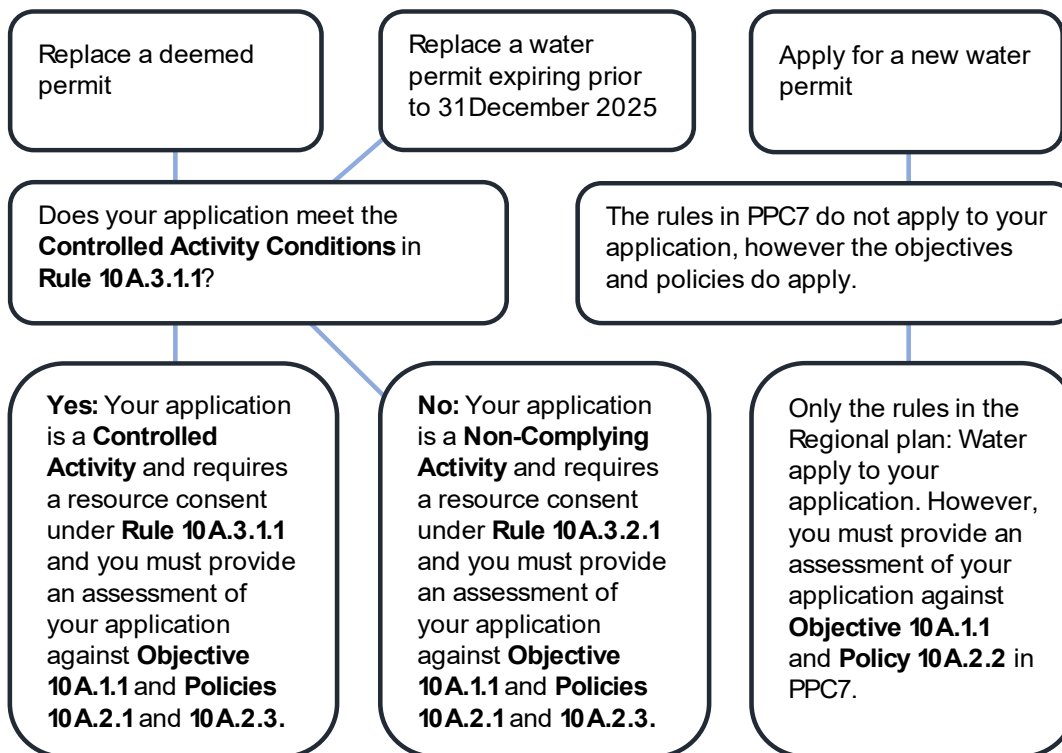 Replace a deemed
permit
Replace a water
permit expiring prior
to 31December 2025
Apply for a new water
permit
Does your application meet the
Controlled Activity Conditions in
Rule 10A.3.1.1?
The rules in PPC7 do not apply to your
application, however the objectives
and policies do apply.
Yes: Your application
is a Controlled
Activity and requires
a resource consent
under Rule 10A.3.1.1
and you must provide
an assessment of
your application
against Objective
10A.1.1 and Policies
10A.2.1 and 10A.2.3.
No: Your application
is a Non-Complying
Activity and requires
a resource consent
under Rule 10A.3.2.1
and you must provide
an assessment of
your application
against Objective
10A.1.1 and Policies
10A.2.1 and 10A.2.3.
Only the rules in the
Regional plan: Water
apply to your
application. However,
you must provide an
assessment of your
application against
Objective 10A.1.1
and Policy 10A.2.2 in
PPC7.